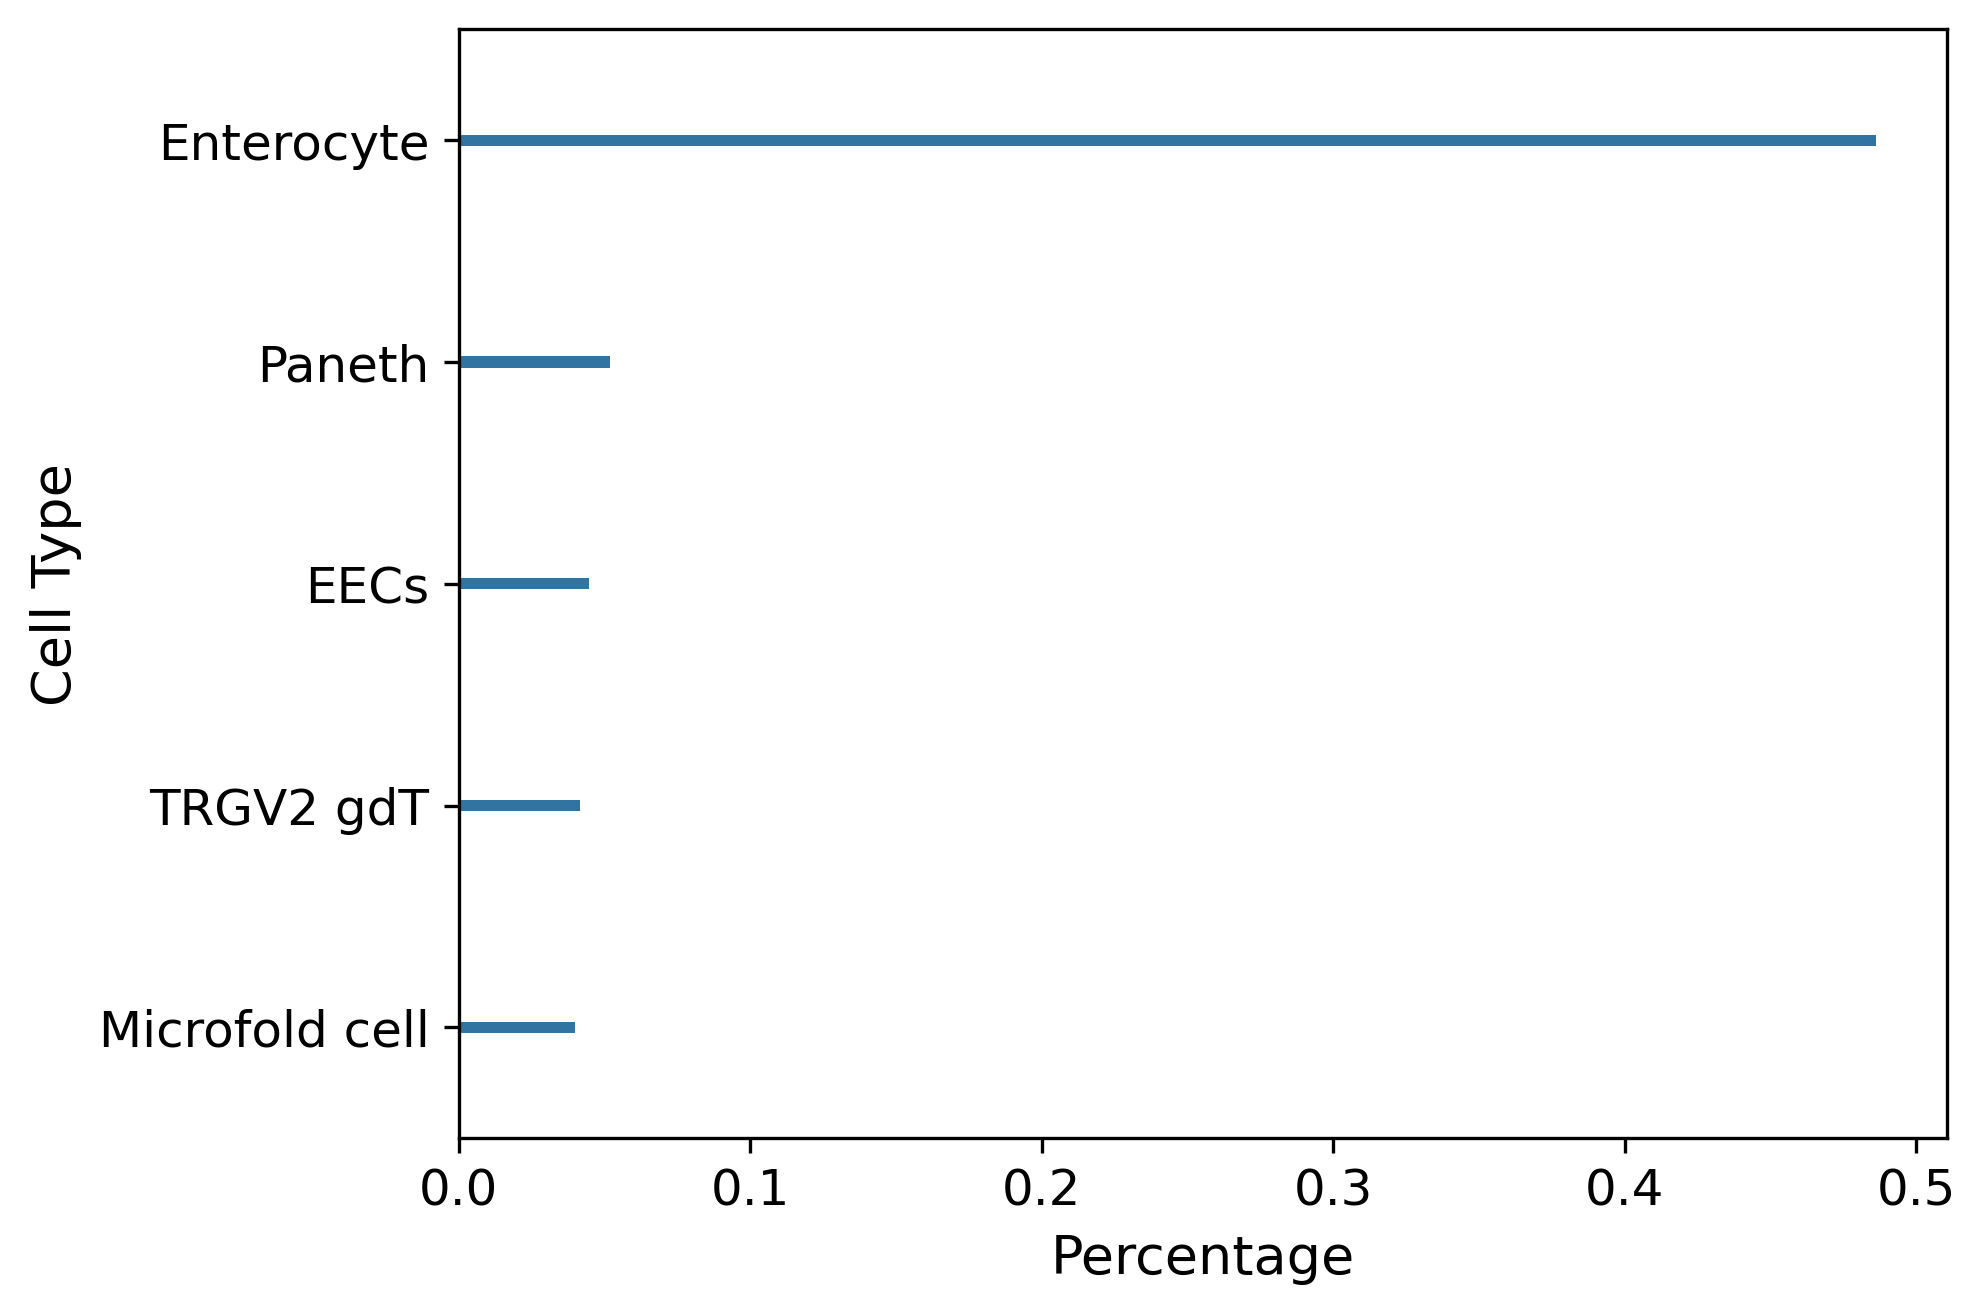 Enterocyte
Paneth
EECs
TRGV2 gdT
Microfold cell
Cell Type
0.0 0.1 0.2 0.3 0.4 0.5
Percentage